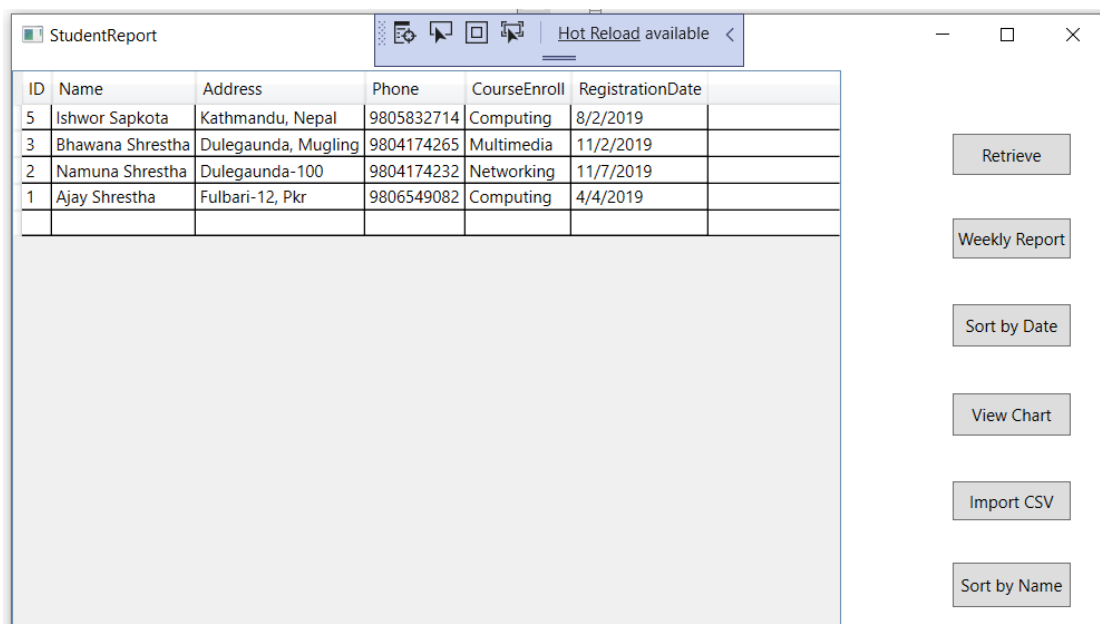 StudentReport Hot Reload available
ID Name Address Phone CourseEnroll RegistrationDate
5 Ishwor Sapkota Kathmandu, Nepal 9805832714 Computing 8/2/2019
3 Bhawana Shrestha Dulegaunda, Mugling 9804174265 Multimedia 11/2/2019
2 Namuna Shrestha Dulegaunda-100 9804174232 Networking 11/7/2019
1 Ajay Shrestha Fulbari-12, Pkr 9806549082 Computing 4/4/2019
Retrieve
Weekly Report
Sort by Date
View Chart
Import CSV
Sort by Name